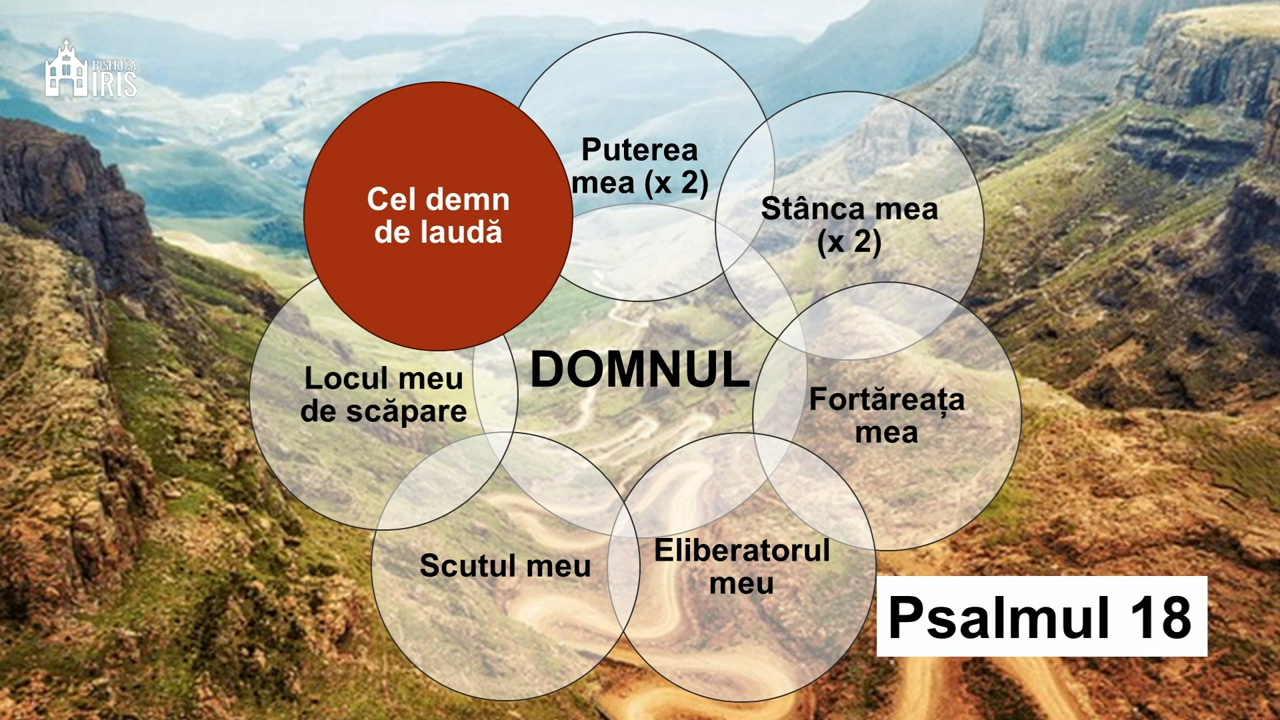 BISERICA
IRIS
Puterea
mea (x 2)
Cel demn
de laudă
Stânca mea
(x 2)
DOMNUL
Locul meu
de scăpare
Fortăreața
mea
Scutul meu
Eliberatorul
meu
Psalmul 18